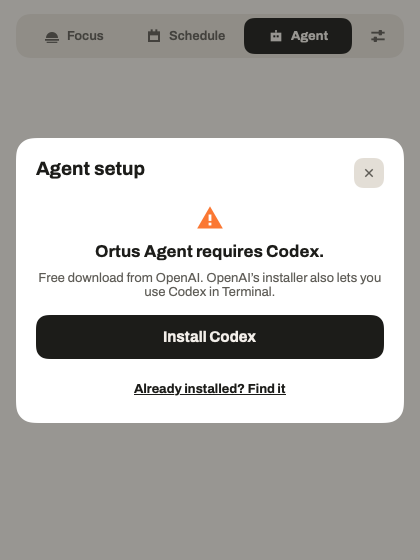 Focus
Schedule
Agent
Agent setup
Ortus Agent requires Codex.
Free download from OpenAI. OpenAI's installer also lets you
use Codex in Terminal.
Install Codex
Already installed? Find it